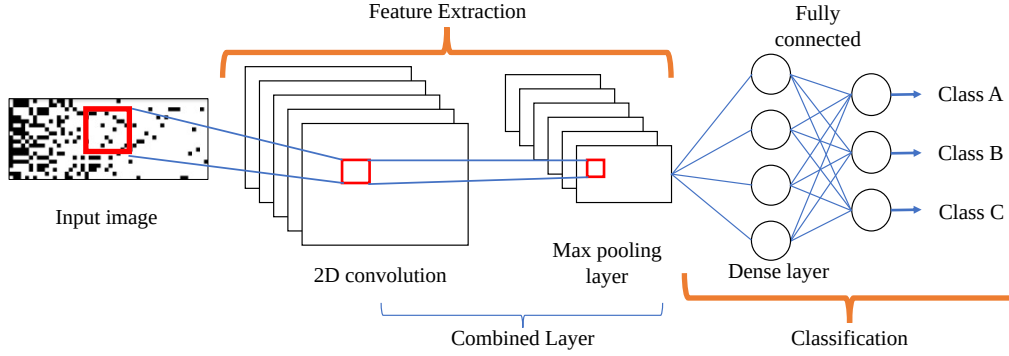 Feature Extraction
Fully
connected
Class A
Class B
Class C
Input image
2D convolution
Max pooling
layer
Dense layer
Combined Layer
Classification